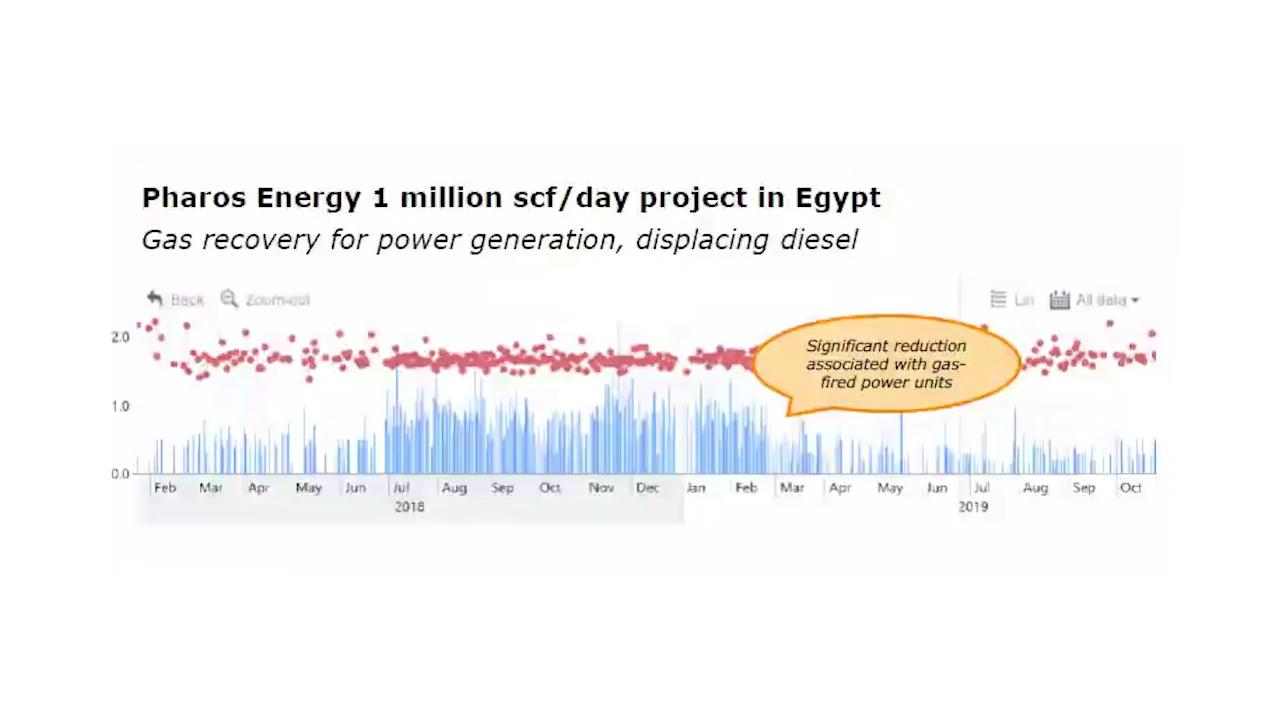 Pharos Energy 1 million scf/day project in Egypt
Gas recovery for power generation, displacing diesel
Back Zoom-out Lin All data
2.0
Significant reduction
associated with gas-
fired power units
1.0
0.0
Feb Mar Apr May Jun Jul Aug Sep Oct Nov Dec Jan Feb Mar Apr May Jun Jul Aug Sep Oct
2018 2019